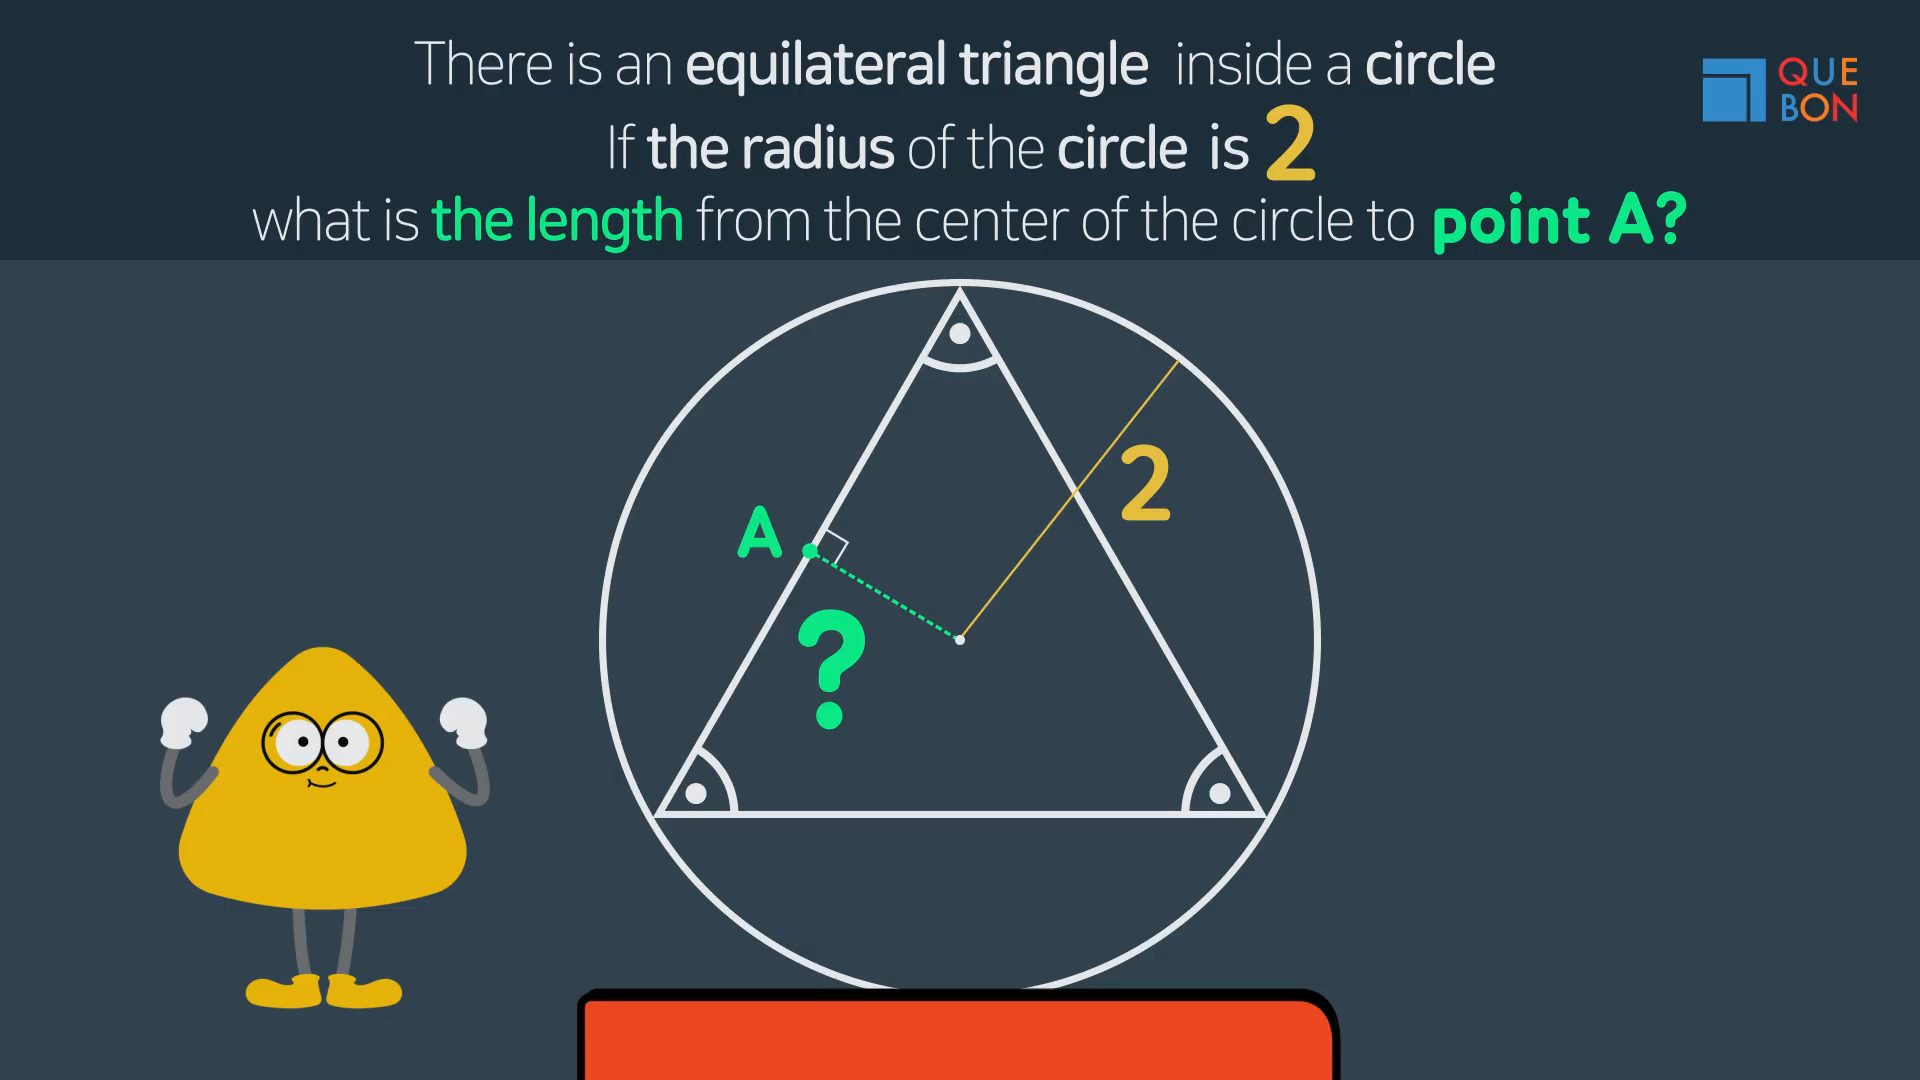 There is an equilateral triangle inside a circle
QUE
BON
If the radius of the circle is 2
what is the length from the center of the circle to point A?
2
A
?